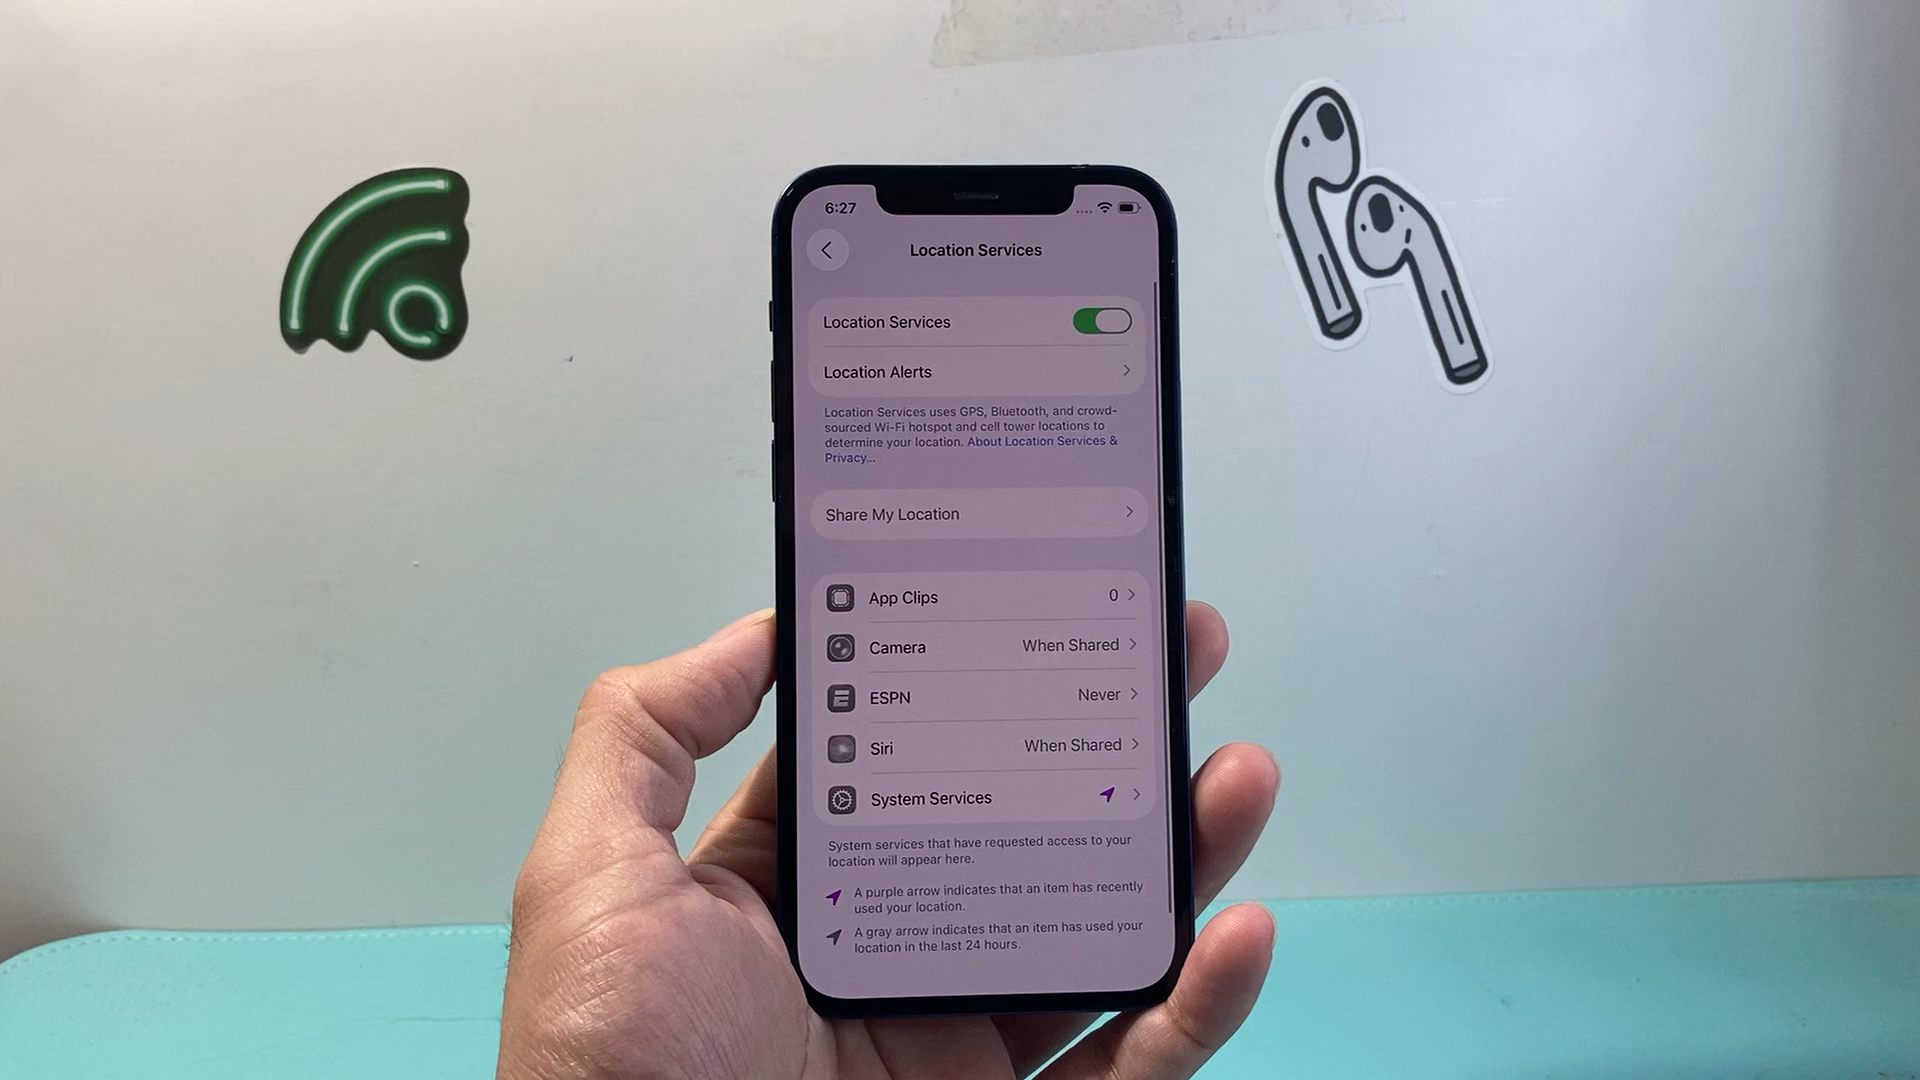 6:27
Location Services
Location Services
Location Alerts
Location Services uses GPS, Bluetooth, and crowd-
sourced Wi-Fi hotspot and cell tower locations to
determine your location. About Location Services &
Privacy...
Share My Location
App Clips 0
Camera When Shared
ESPN Never
Siri When Shared
System Services
System services that have requested access to your
location will appear here.
A purple arrow indicates that an item has recently
used your location.
A gray arrow indicates that an item has used your
location in the last 24 hours.